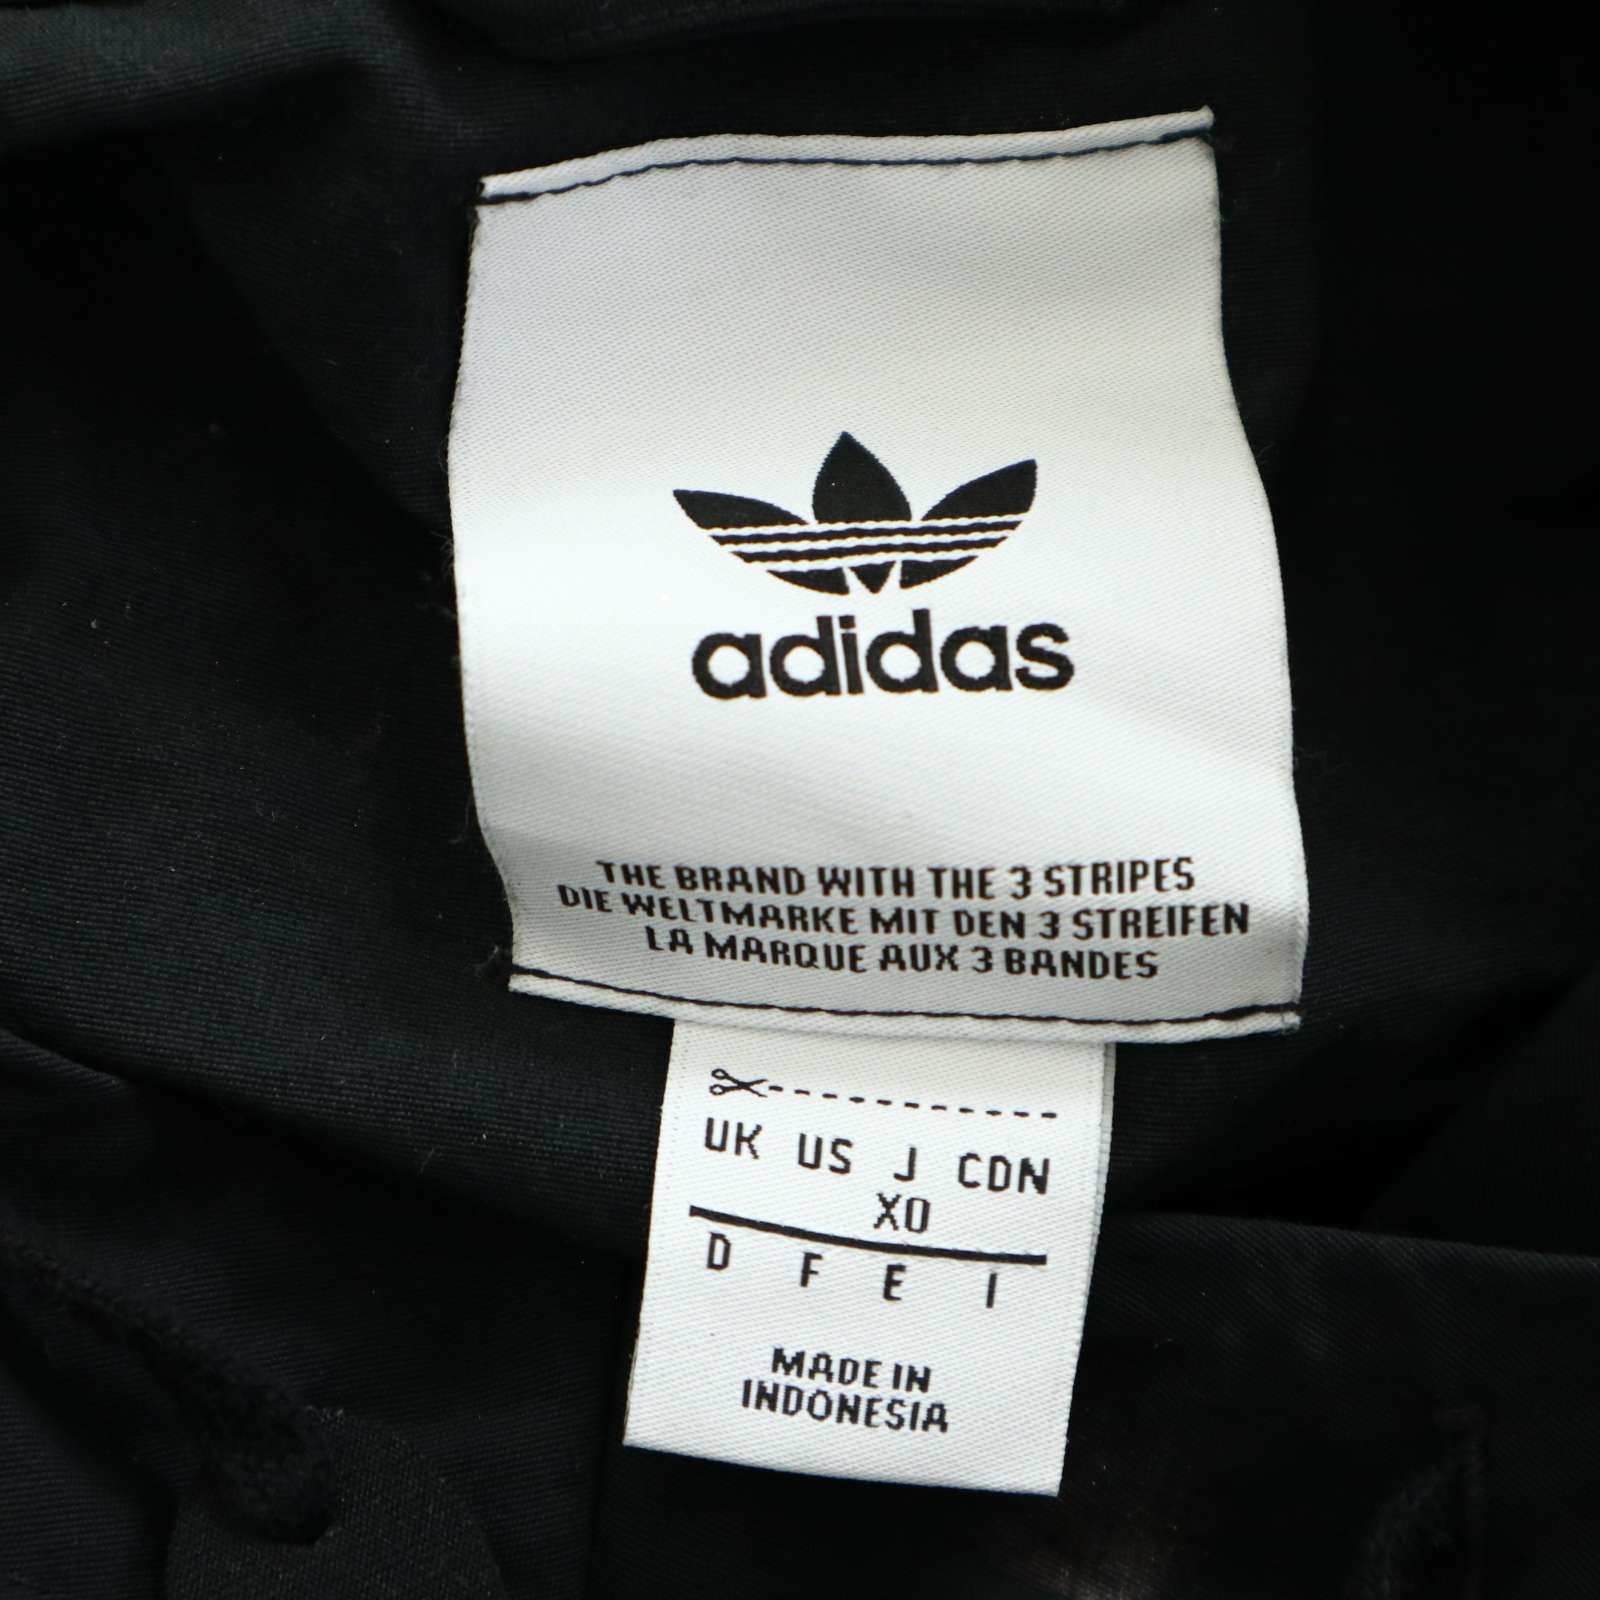 adidas
THE BRAND WITH THE 3 STRIPES
DIE WELTMARKE MIT DEN 3 STREIFEN
LA MARQUE AUX 3 BANDES
UK US J CDN
XO
D F E I
MADE IN
INDONESIA